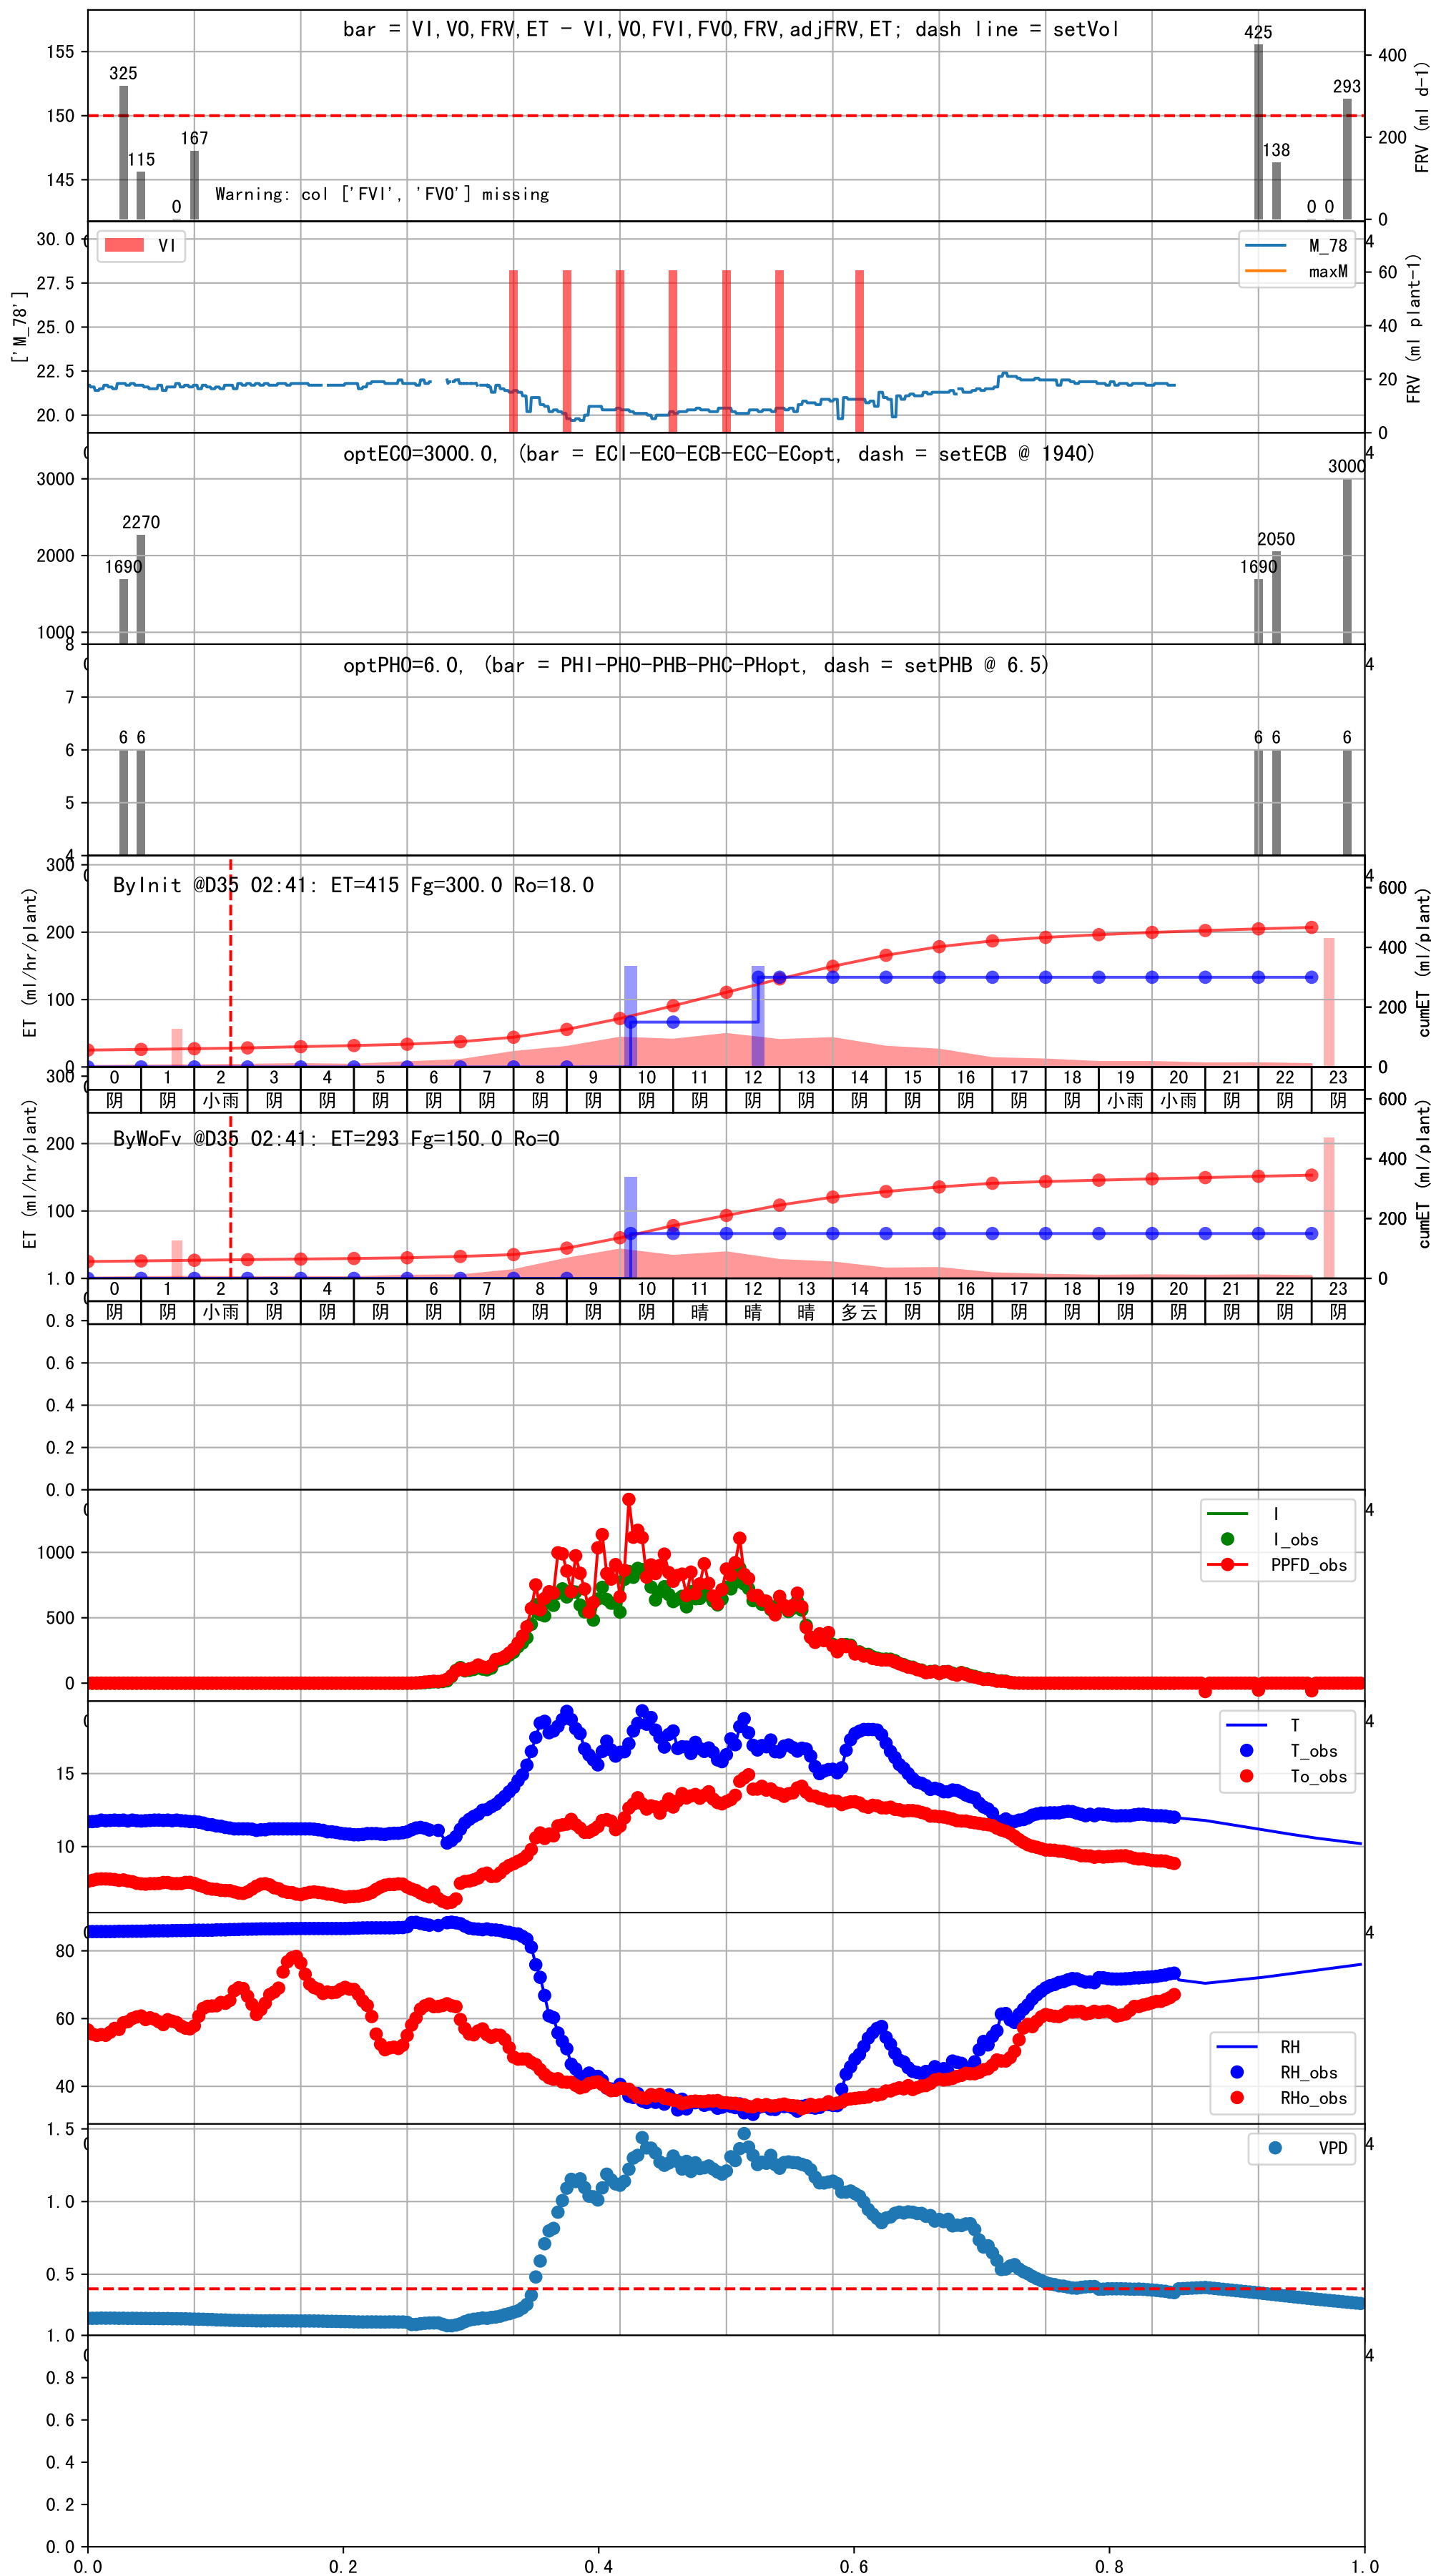 bar = VI,VO,FRV,ET - VI,VO,FVI,FVO,FRV,adjFRV,ET; dash line = setVol
155
150
145
325
115
0
167
425
138
0
0
293
Warning: col ['FVI', 'FVO'] missing
400
200
0
FRV (ml d-1)
['M_78']
30.0
27.5
25.0
22.5
20.0
VI
M_78
maxM
4
60
40
20
0
FRV (ml plant-1)
optECO=3000.0, (bar = ECI-ECO-ECB-ECC-ECopt, dash = setECB @ 1940)
3000
2000
1000
1690
2270
1690
2050
3000
4
optPHO=6.0, (bar = PHI-PHO-PHB-PHC-PHopt, dash = setPHB @ 6.5)
8
7
6
5
4
6
6
6
6
6
4
ByInit @D35 02:41: ET=415 Fg=300.0 Ro=18.0
ET (ml/hr/plant)
300
200
100
0
4
600
400
200
0
cumET (ml/plant)
0 1 2 3 4 5 6 7 8 9 10 11 12 13 14 15 16 17 18 19 20 21 22 23
阴 阴 小雨 阴 阴 阴 阴 阴 阴 阴 阴 阴 阴 阴 阴 阴 阴 阴 阴 小雨 小雨 阴 阴 阴
ByWoFv @D35 02:41: ET=293 Fg=150.0 Ro=0
ET (ml/hr/plant)
300
200
100
600
400
200
0
cumET (ml/plant)
0 1 2 3 4 5 6 7 8 9 10 11 12 13 14 15 16 17 18 19 20 21 22 23
阴 阴 小雨 阴 阴 阴 阴 阴 阴 阴 阴 晴 晴 晴 多云 阴 阴 阴 阴 阴 阴 阴 阴 阴
1.0
0.8
0.6
0.4
0.2
0.0
4
1000
500
0
I
I_obs
PPFD_obs
4
15
10
T
T_obs
To_obs
4
80
60
40
RH
RH_obs
RHo_obs
4
1.5
1.0
0.5
VPD
4
1.0
0.8
0.6
0.4
0.2
0.0
0.0 0.2 0.4 0.6 0.8 1.0